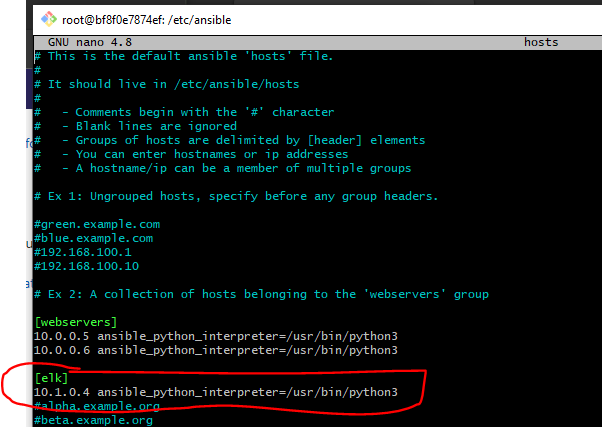 root@bf8f0e7874ef: /etc/ansible
GNU nano 4.8 hosts
# This is the default ansible 'hosts' file.
#
# It should live in /etc/ansible/hosts
#
#   - Comments begin with the '#' character
#   - Blank lines are ignored
#   - Groups of hosts are delimited by [header] elements
#   - You can enter hostnames or ip addresses
#   - A hostname/ip can be a member of multiple groups
# Ex 1: Ungrouped hosts, specify before any group headers.
#green.example.com
#blue.example.com
#192.168.100.1
#192.168.100.10
# Ex 2: A collection of hosts belonging to the 'webservers' group
[webservers]
10.0.0.5 ansible_python_interpreter=/usr/bin/python3
10.0.0.6 ansible_python_interpreter=/usr/bin/python3
[elk]
10.1.0.4 ansible_python_interpreter=/usr/bin/python3
#alpha.example.org
#beta.example.org